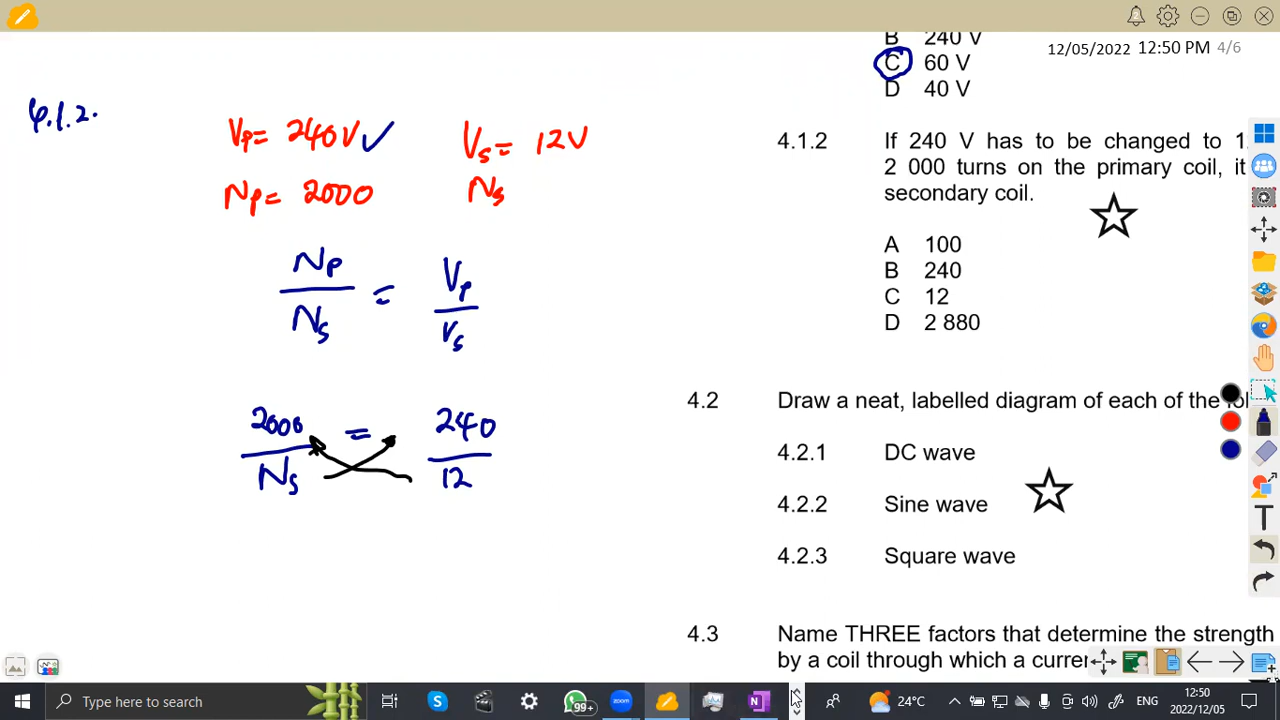 12/05/2022 12:50 PM 4/6
B 240 V
C 60 V
D 40 V
4.1.2.
Vp= 240V ✓ Vs= 12V
Np= 2000 Ns
Np/Ns = Vp/Vs
2000/Ns = 240/12
4.1.2 If 240 V has to be changed to 1
2 000 turns on the primary coil, it
secondary coil.
A 100
B 240
C 12
D 2 880
4.2 Draw a neat, labelled diagram of each of the fol
4.2.1 DC wave
4.2.2 Sine wave
4.2.3 Square wave
4.3 Name THREE factors that determine the strength
by a coil through which a curre
Type here to search
99+
24°C
ENG
12:50
2022/12/05